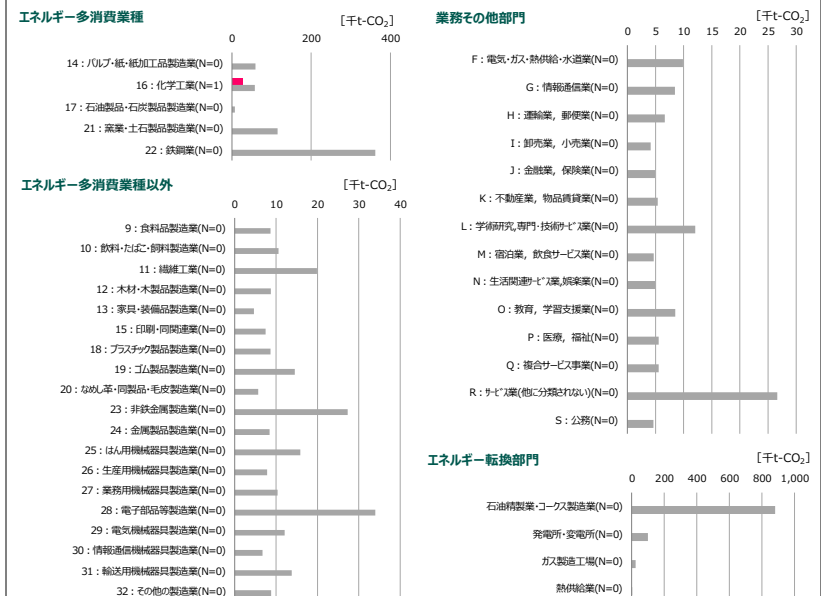 エネルギー多消費業種
[千t-CO₂]
0 200 400
14：パルプ・紙・紙加工品製造業(N=0)
16：化学工業(N=1)
17：石油製品・石炭製品製造業(N=0)
21：窯業・土石製品製造業(N=0)
22：鉄鋼業(N=0)
エネルギー多消費業種以外
[千t-CO₂]
0 10 20 30 40
9：食料品製造業(N=0)
10：飲料・たばこ・飼料製造業(N=0)
11：繊維工業(N=0)
12：木材・木製品製造業(N=0)
13：家具・装備品製造業(N=0)
15：印刷・同関連業(N=0)
18：プラスチック製品製造業(N=0)
19：ゴム製品製造業(N=0)
20：なめし革・同製品・毛皮製造業(N=0)
23：非鉄金属製造業(N=0)
24：金属製品製造業(N=0)
25：はん用機械器具製造業(N=0)
26：生産用機械器具製造業(N=0)
27：業務用機械器具製造業(N=0)
28：電子部品等製造業(N=0)
29：電気機械器具製造業(N=0)
30：情報通信機械器具製造業(N=0)
31：輸送用機械器具製造業(N=0)
32：その他の製造業(N=0)
業務その他部門
[千t-CO₂]
0 5 10 15 20 25 30
F：電気・ガス・熱供給・水道業(N=0)
G：情報通信業(N=0)
H：運輸業，郵便業(N=0)
I：卸売業，小売業(N=0)
J：金融業，保険業(N=0)
K：不動産業，物品賃貸業(N=0)
L：学術研究,専門・技術ｻｰﾋﾞｽ業(N=0)
M：宿泊業，飲食サービス業(N=0)
N：生活関連ｻｰﾋﾞｽ業,娯楽業(N=0)
O：教育，学習支援業(N=0)
P：医療，福祉(N=0)
Q：複合サービス事業(N=0)
R：ｻｰﾋﾞｽ業(他に分類されない)(N=0)
S：公務(N=0)
エネルギー転換部門
[千t-CO₂]
0 200 400 600 800 1,000
石油精製業・コークス製造業(N=0)
発電所・変電所(N=0)
ガス製造工場(N=0)
熱供給業(N=0)